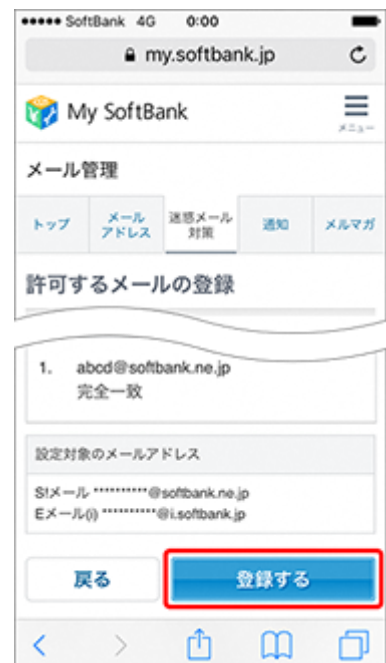 SoftBank 4G 0:00
my.softbank.jp
My SoftBank
メニュー
メール管理
トップ
メール
アドレス
迷惑メール
対策
通知
メルマガ
許可するメールの登録
1. abcd@softbank.ne.jp
完全一致
設定対象のメールアドレス
S!メール **********@softbank.ne.jp
Eメール(i) **********@i.softbank.jp
戻る
登録する